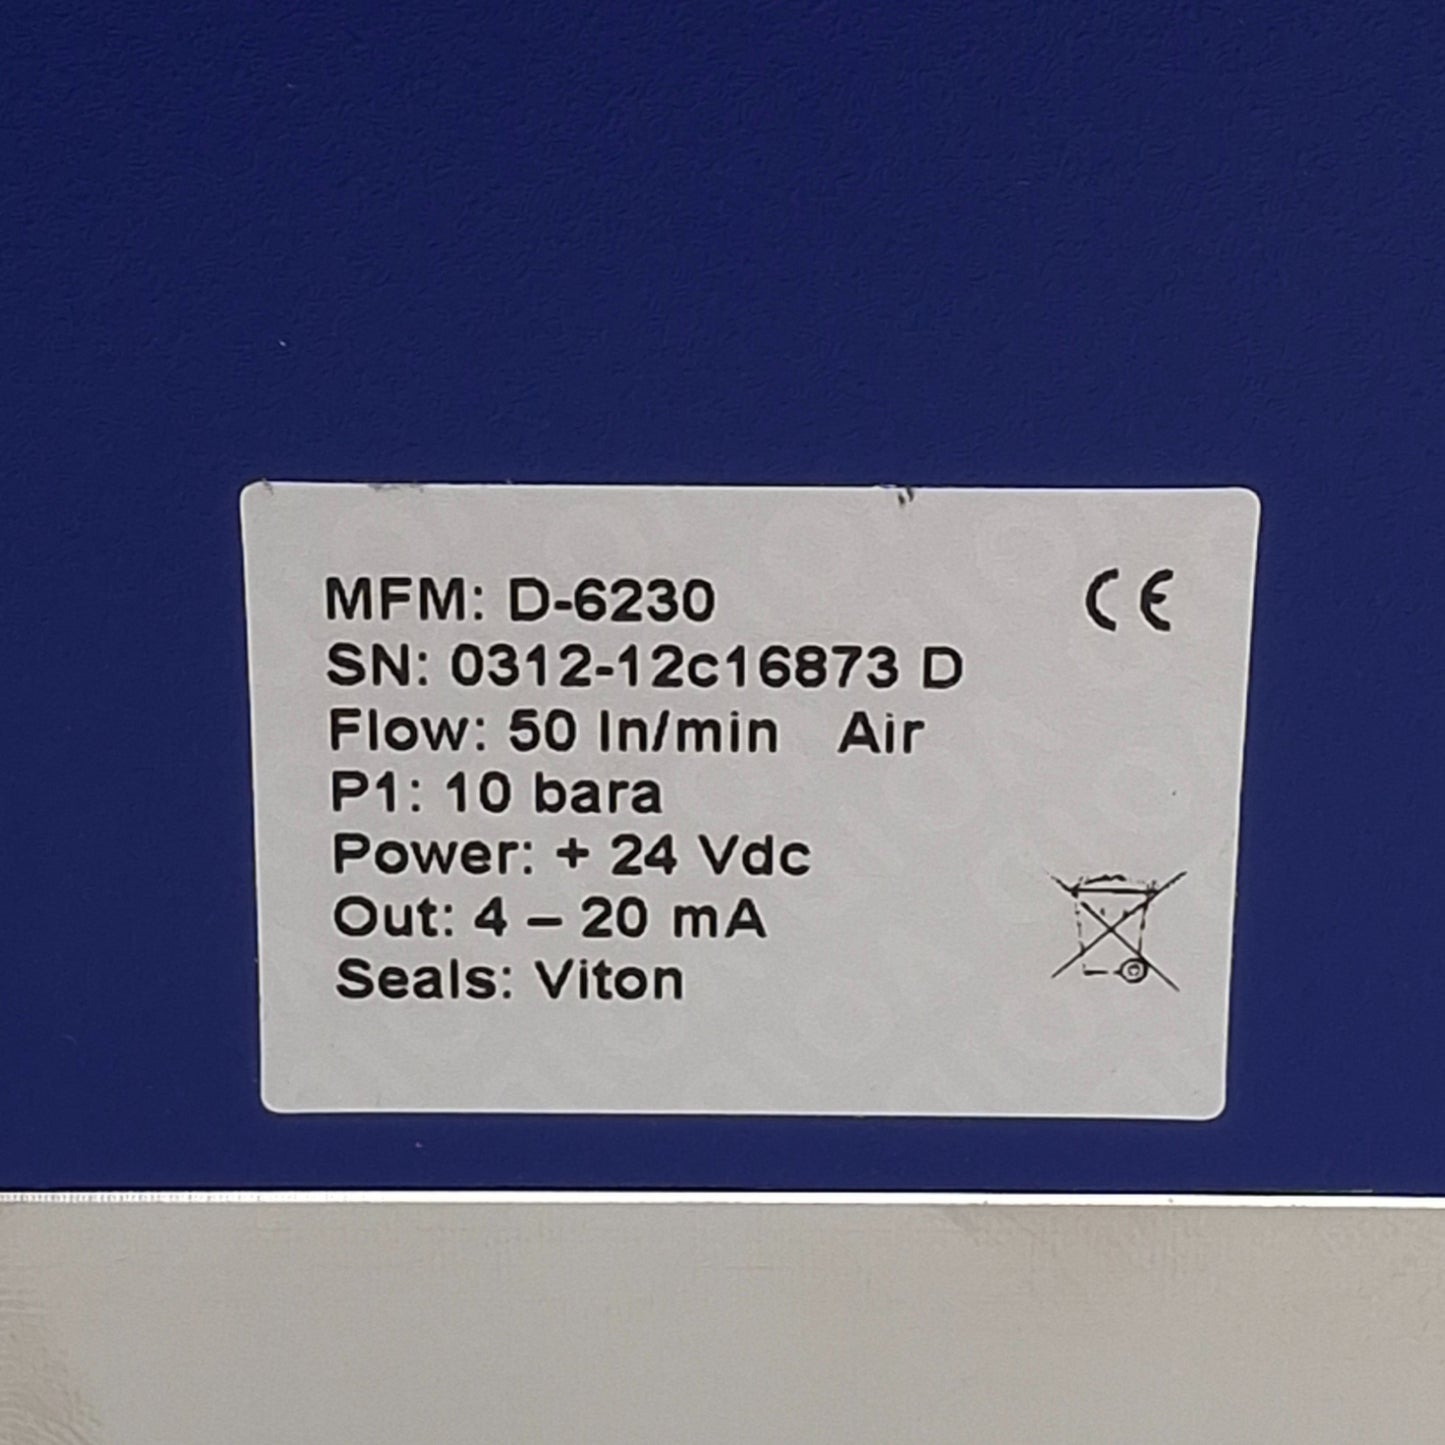 MFM: D-6230
CE
SN: 0312-12c16873 D
Flow: 50 ln/min Air
P1: 10 bara
Power: + 24 Vdc
Out: 4 – 20 mA
Seals: Viton